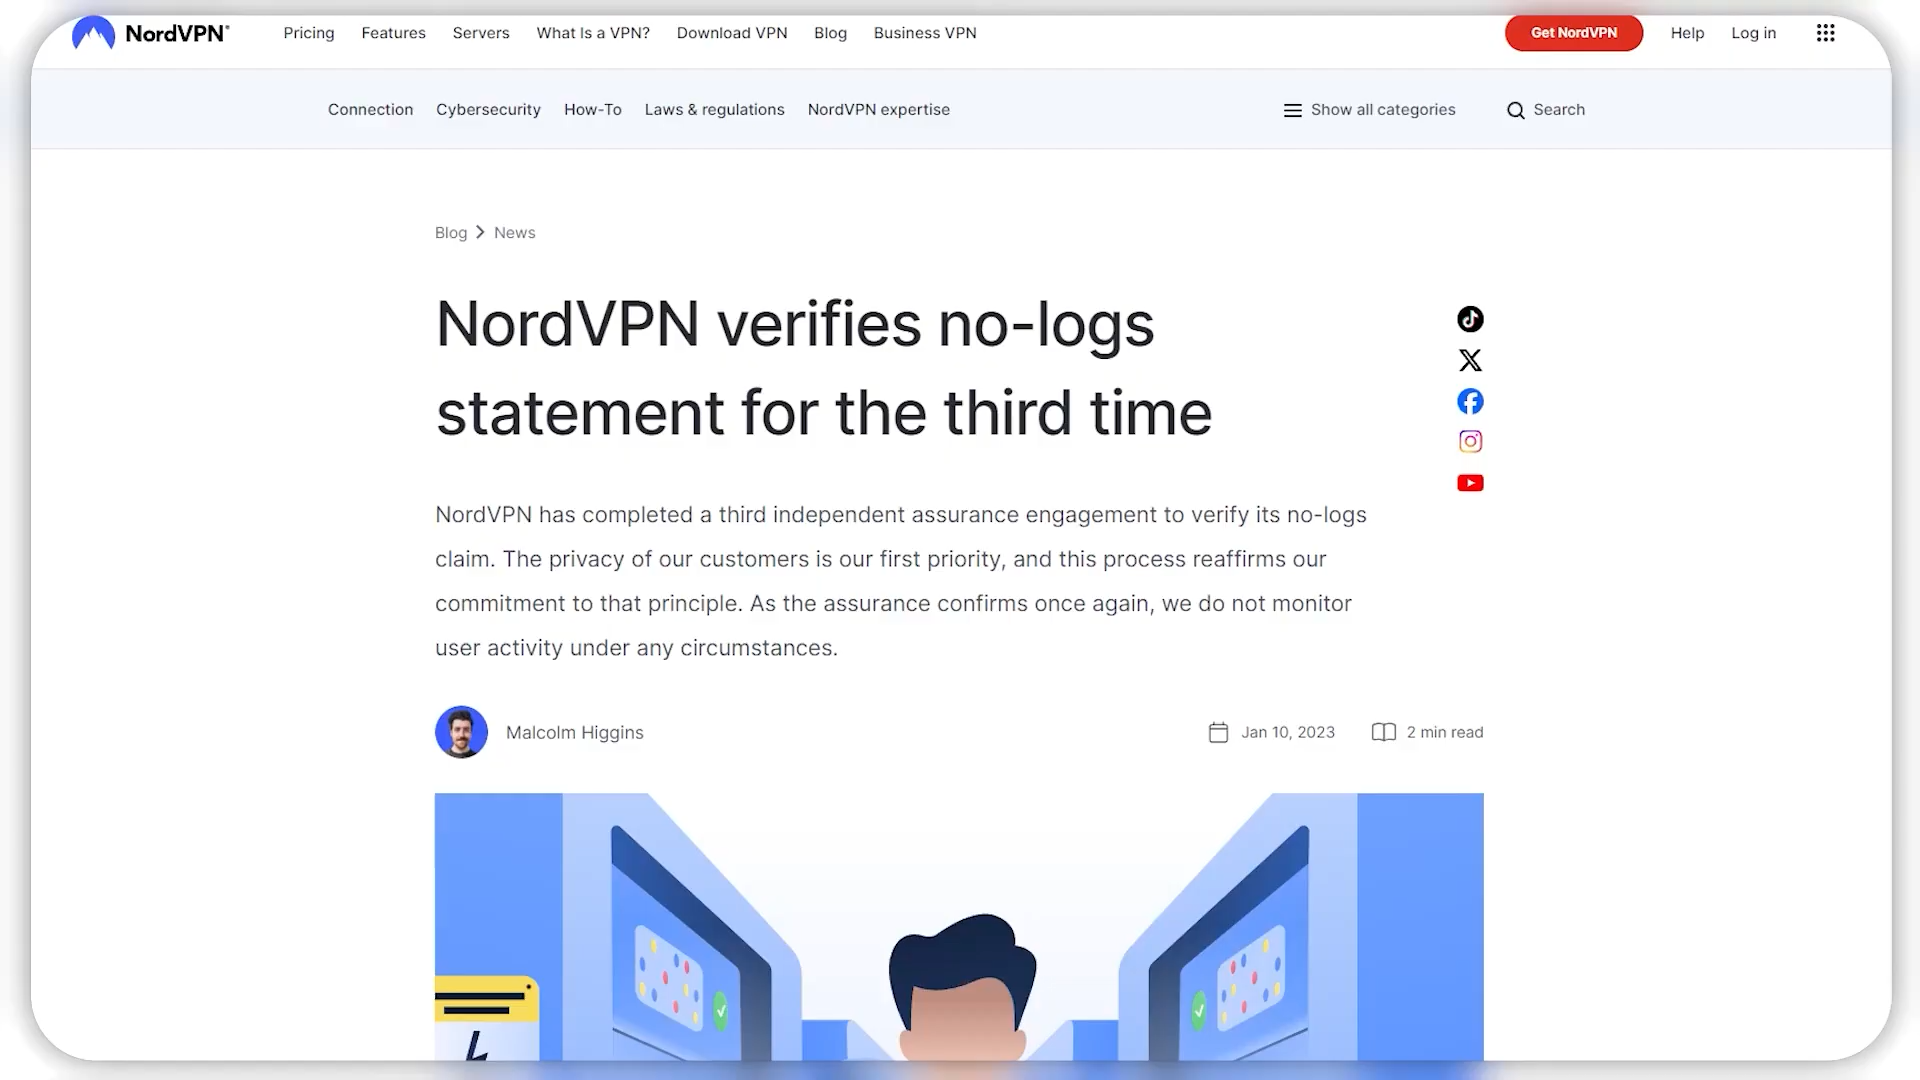 NordVPN®
Pricing
Features
Servers
What Is a VPN?
Download VPN
Blog
Business VPN
Get NordVPN
Help
Log in
Connection
Cybersecurity
How-To
Laws & regulations
NordVPN expertise
Show all categories
Search
Blog
News
NordVPN verifies no-logs
statement for the third time
NordVPN has completed a third independent assurance engagement to verify its no-logs
claim. The privacy of our customers is our first priority, and this process reaffirms our
commitment to that principle. As the assurance confirms once again, we do not monitor
user activity under any circumstances.
Malcolm Higgins
Jan 10, 2023
2 min read